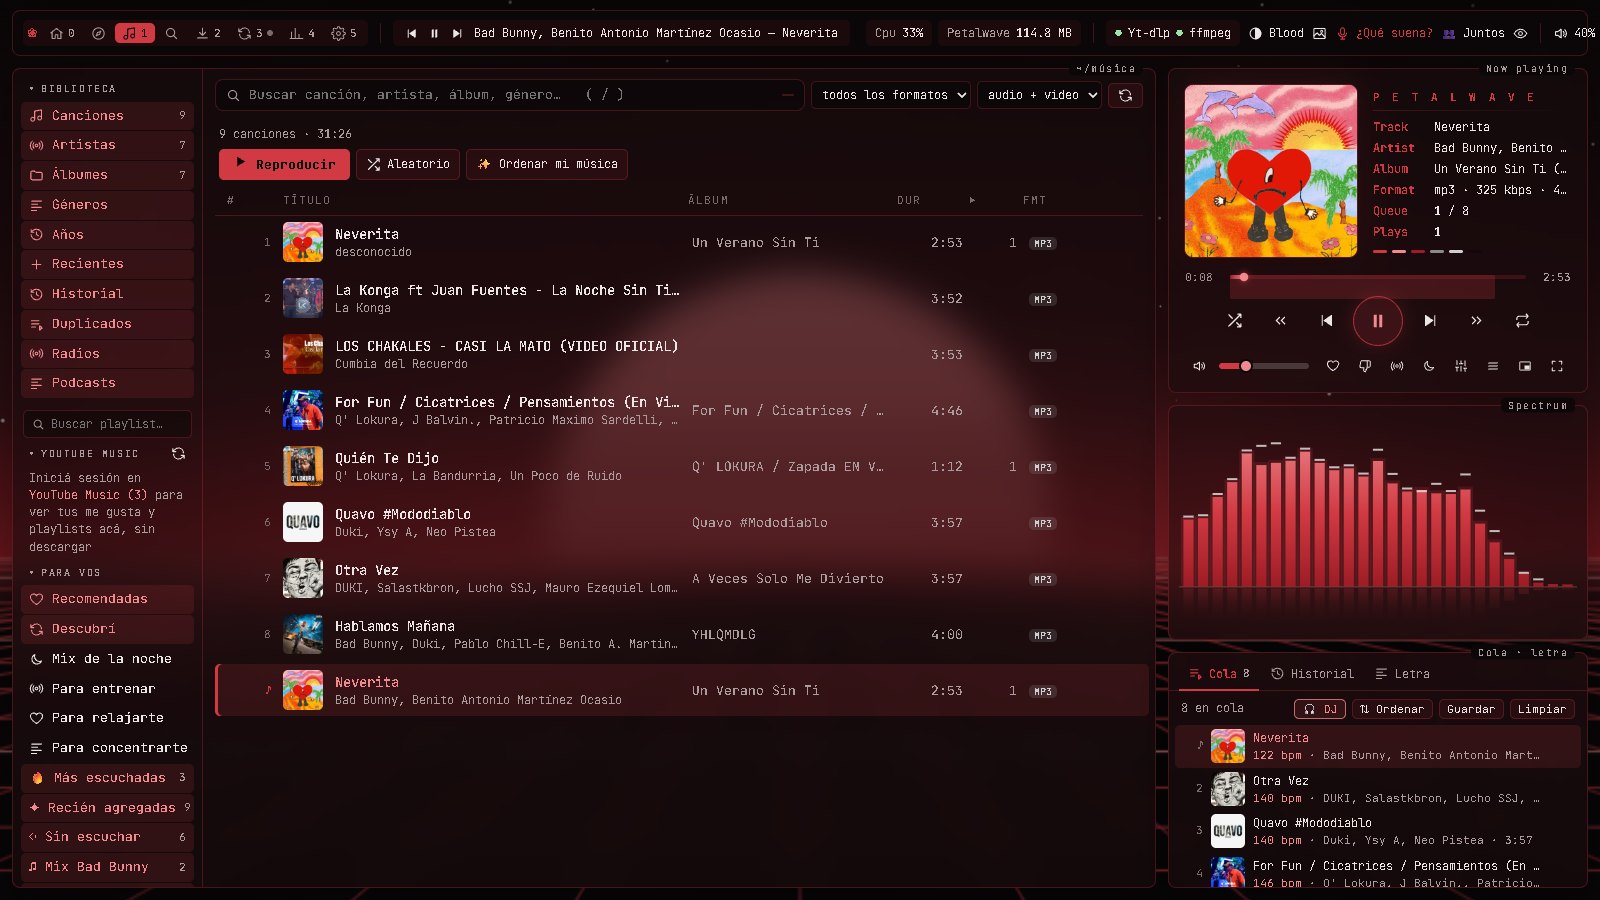 0 1 2 3 4 5 Bad Bunny, Benito Antonio Martínez Ocasio — Neverita Cpu 33% Petalwave 114.8 MB Yt-dlp ffmpeg Blood ¿Qué suena? Juntos 40%
~/música
Now playing
BIBLIOTECA
Canciones 9
Artistas 7
Álbumes 7
Géneros
Años
Recientes
Historial
Duplicados
Radios
Podcasts
Buscar playlist…
YOUTUBE MUSIC
Iniciá sesión en
YouTube Music (3) para
ver tus me gusta y
playlists acá, sin
descargar
PARA VOS
Recomendadas
Descubrí
Mix de la noche
Para entrenar
Para relajarte
Para concentrarte
Más escuchadas 3
Recién agregadas 9
Sin escuchar 6
Mix Bad Bunny 2
Buscar canción, artista, álbum, género… ( / )
todos los formatos
audio + video
9 canciones · 31:26
Reproducir
Aleatorio
Ordenar mi música
# TÍTULO ÁLBUM DUR FMT
1 Neverita Un Verano Sin Ti 2:53 1 MP3
desconocido
2 La Konga ft Juan Fuentes - La Noche Sin Ti… 3:52 MP3
La Konga
3 LOS CHAKALES - CASI LA MATO (VIDEO OFICIAL) 3:53 MP3
Cumbia del Recuerdo
4 For Fun / Cicatrices / Pensamientos (En Vi… For Fun / Cicatrices / … 4:46 MP3
Q' Lokura, J Balvin., Patricio Maximo Sardelli, …
5 Quién Te Dijo Q' LOKURA / Zapada EN V… 1:12 1 MP3
Q' Lokura, La Bandurria, Un Poco de Ruido
6 Quavo #Mododiablo Quavo #Mododiablo 3:57 MP3
Duki, Ysy A, Neo Pistea
7 Otra Vez A Veces Solo Me Divierto 3:57 MP3
DUKI, Salastkbron, Lucho SSJ, Mauro Ezequiel Lom…
8 Hablamos Mañana YHLQMDLG 4:00 MP3
Bad Bunny, Duki, Pablo Chill-E, Benito A. Martin…
Neverita Un Verano Sin Ti 2:53 1 MP3
Bad Bunny, Benito Antonio Martínez Ocasio
PETALWAVE
Track Neverita
Artist Bad Bunny, Benito …
Album Un Verano Sin Ti (…
Format mp3 · 325 kbps · 4…
Queue 1 / 8
Plays 1
0:08 2:53
Spectrum
Cola · letra
Cola 8 Historial Letra
8 en cola DJ Ordenar Guardar Limpiar
Neverita
122 bpm · Bad Bunny, Benito Antonio Mart…
2 Otra Vez
140 bpm · DUKI, Salastkbron, Lucho SSJ, …
3 Quavo #Mododiablo
140 bpm · Duki, Ysy A, Neo Pistea · 3:57
4 For Fun / Cicatrices / Pensamientos (En …
146 bpm · Q' Lokura, J Balvin., Patricio…